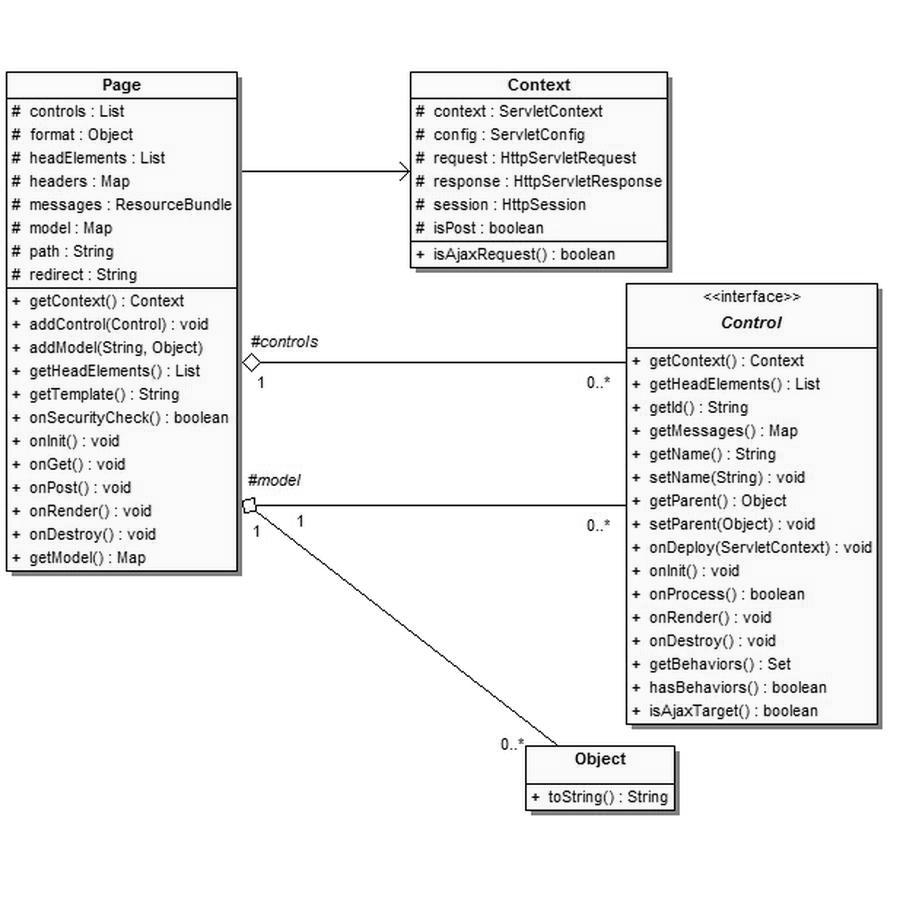 Page
# controls : List
# format : Object
# headElements : List
# headers : Map
# messages : ResourceBundle
# model : Map
# path : String
# redirect : String
+ getContext() : Context
+ addControl(Control) : void
+ addModel(String, Object)
+ getHeadElements() : List
+ getTemplate() : String
+ onSecurityCheck() : boolean
+ onInit() : void
+ onGet() : void
+ onPost() : void
+ onRender() : void
+ onDestroy() : void
+ getModel() : Map
Context
# context : ServletContext
# config : ServletConfig
# request : HttpServletRequest
# response : HttpServletResponse
# session : HttpSession
# isPost : boolean
+ isAjaxRequest() : boolean
#controls
1
0..*
#model
1
1
0..*
0..*
<<interface>>
Control
+ getContext() : Context
+ getHeadElements() : List
+ getId() : String
+ getMessages() : Map
+ getName() : String
+ setName(String) : void
+ getParent() : Object
+ setParent(Object) : void
+ onDeploy(ServletContext) : void
+ onInit() : void
+ onProcess() : boolean
+ onRender() : void
+ onDestroy() : void
+ getBehaviors() : Set
+ hasBehaviors() : boolean
+ isAjaxTarget() : boolean
Object
+ toString() : String